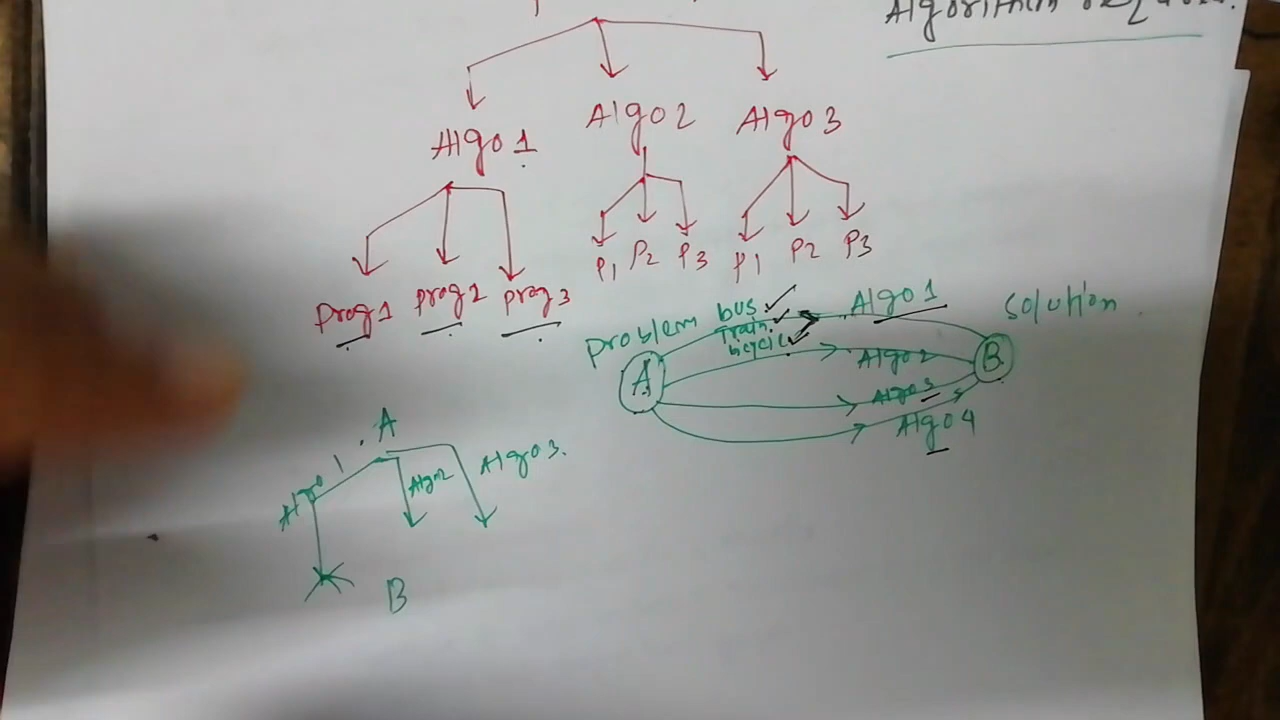 Algorithm
Algo 1 Algo 2 Algo 3
Prog 1 Prog 2 Prog 3 P1 P2 P3 P1 P2 P3
problem bus Algo 1 Solution
Train
bicycle
A Algo 2 B
Algo 3
Algo 4
A
Algo 1 Algo 2 Algo 3.
B